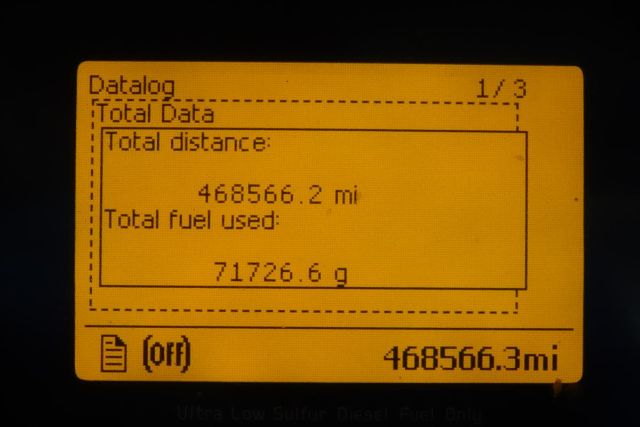 Datalog 1/3
Total Data
Total distance:
468566.2 mi
Total fuel used:
71726.6 g
(OFF) 468566.3mi
Ultra Low Sulfur Diesel Fuel Only